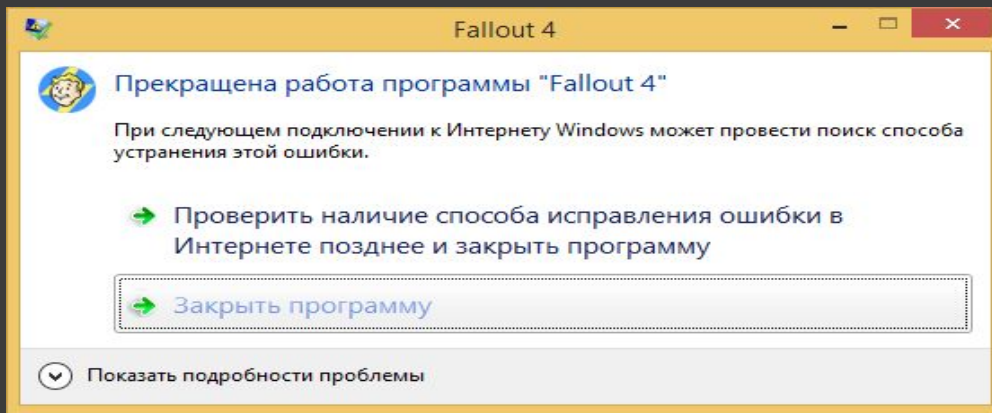 Fallout 4
Прекращена работа программы "Fallout 4"
При следующем подключении к Интернету Windows может провести поиск способа
устранения этой ошибки.
Проверить наличие способа исправления ошибки в
Интернете позднее и закрыть программу
Закрыть программу
Показать подробности проблемы